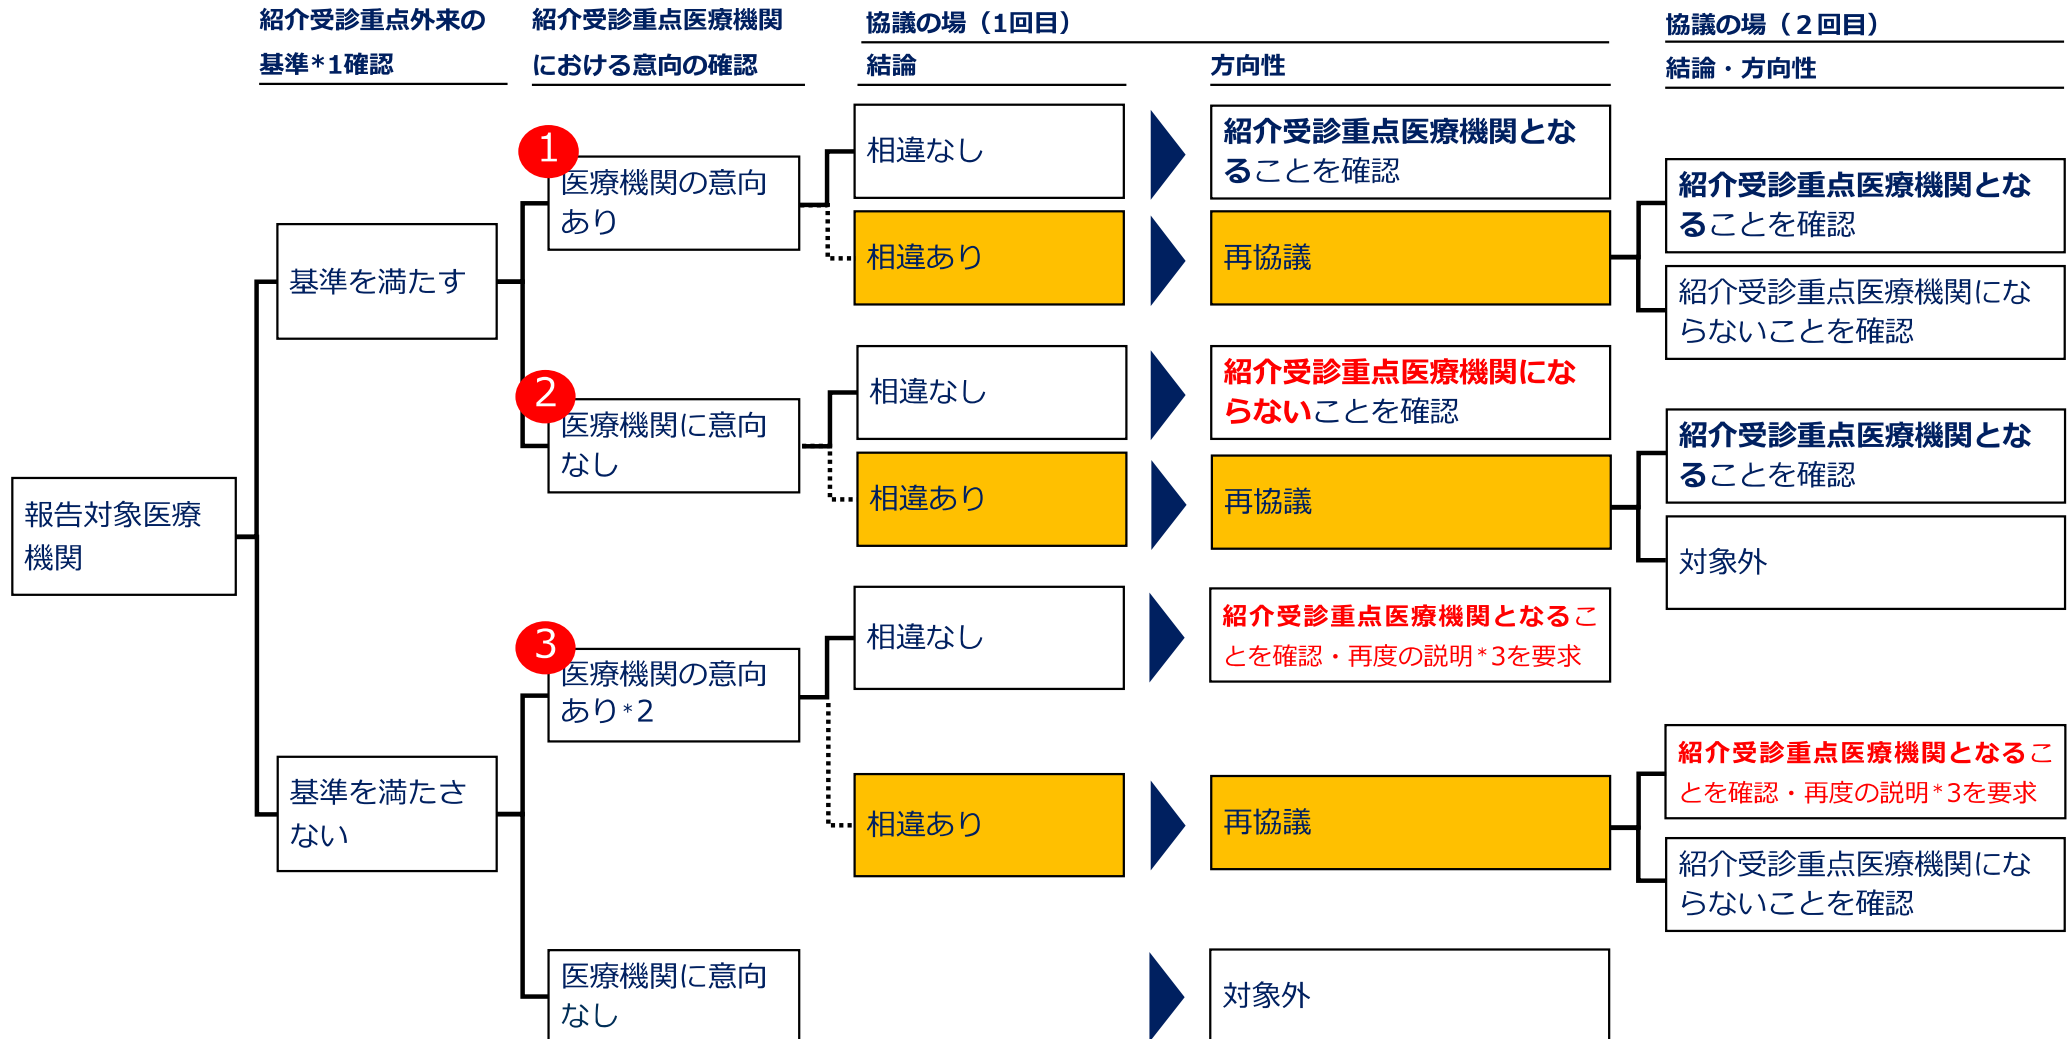 紹介受診重点外来の
基準*1確認
紹介受診重点医療機関
における意向の確認
協議の場（1回目）
結論
方向性
協議の場（２回目）
結論・方向性
報告対象医療
機関
基準を満たす
1
医療機関の意向
あり
相違なし
紹介受診重点医療機関とな
ることを確認
相違あり
再協議
紹介受診重点医療機関とな
ることを確認
紹介受診重点医療機関にな
らないことを確認
2
医療機関に意向
なし
相違なし
紹介受診重点医療機関にな
らないことを確認
相違あり
再協議
紹介受診重点医療機関とな
ることを確認
対象外
基準を満たさ
ない
3
医療機関の意向
あり*2
相違なし
紹介受診重点医療機関となるこ
とを確認・再度の説明*3を要求
相違あり
再協議
紹介受診重点医療機関となるこ
とを確認・再度の説明*3を要求
紹介受診重点医療機関にな
らないことを確認
医療機関に意向
なし
対象外